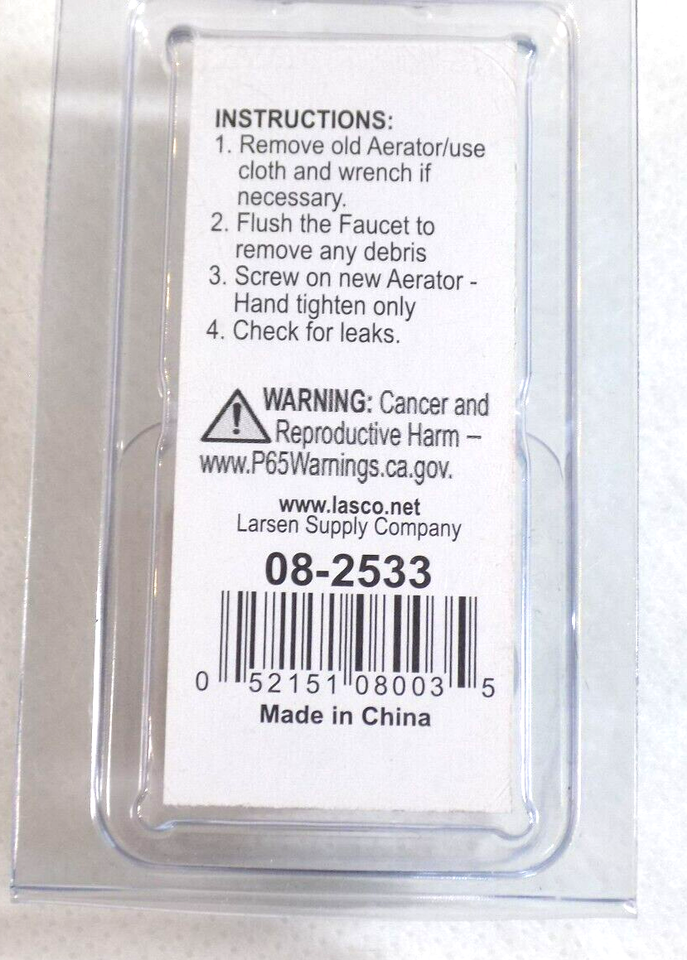 INSTRUCTIONS:
1. Remove old Aerator/use
cloth and wrench if
necessary.
2. Flush the Faucet to
remove any debris
3. Screw on new Aerator -
Hand tighten only
4. Check for leaks.
WARNING: Cancer and
Reproductive Harm –
www.P65Warnings.ca.gov.
www.lasco.net
Larsen Supply Company
08-2533
0 52151 08003 5
Made in China